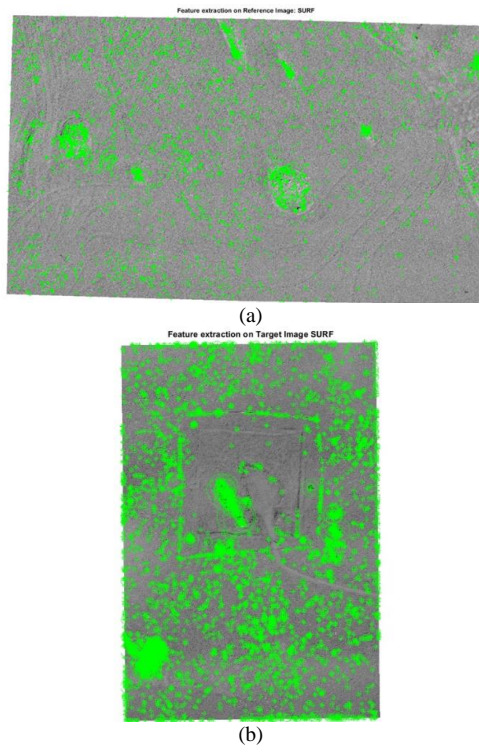 Feature extraction on Reference Image: SURF
(a)
Feature extraction on Target Image SURF
(b)